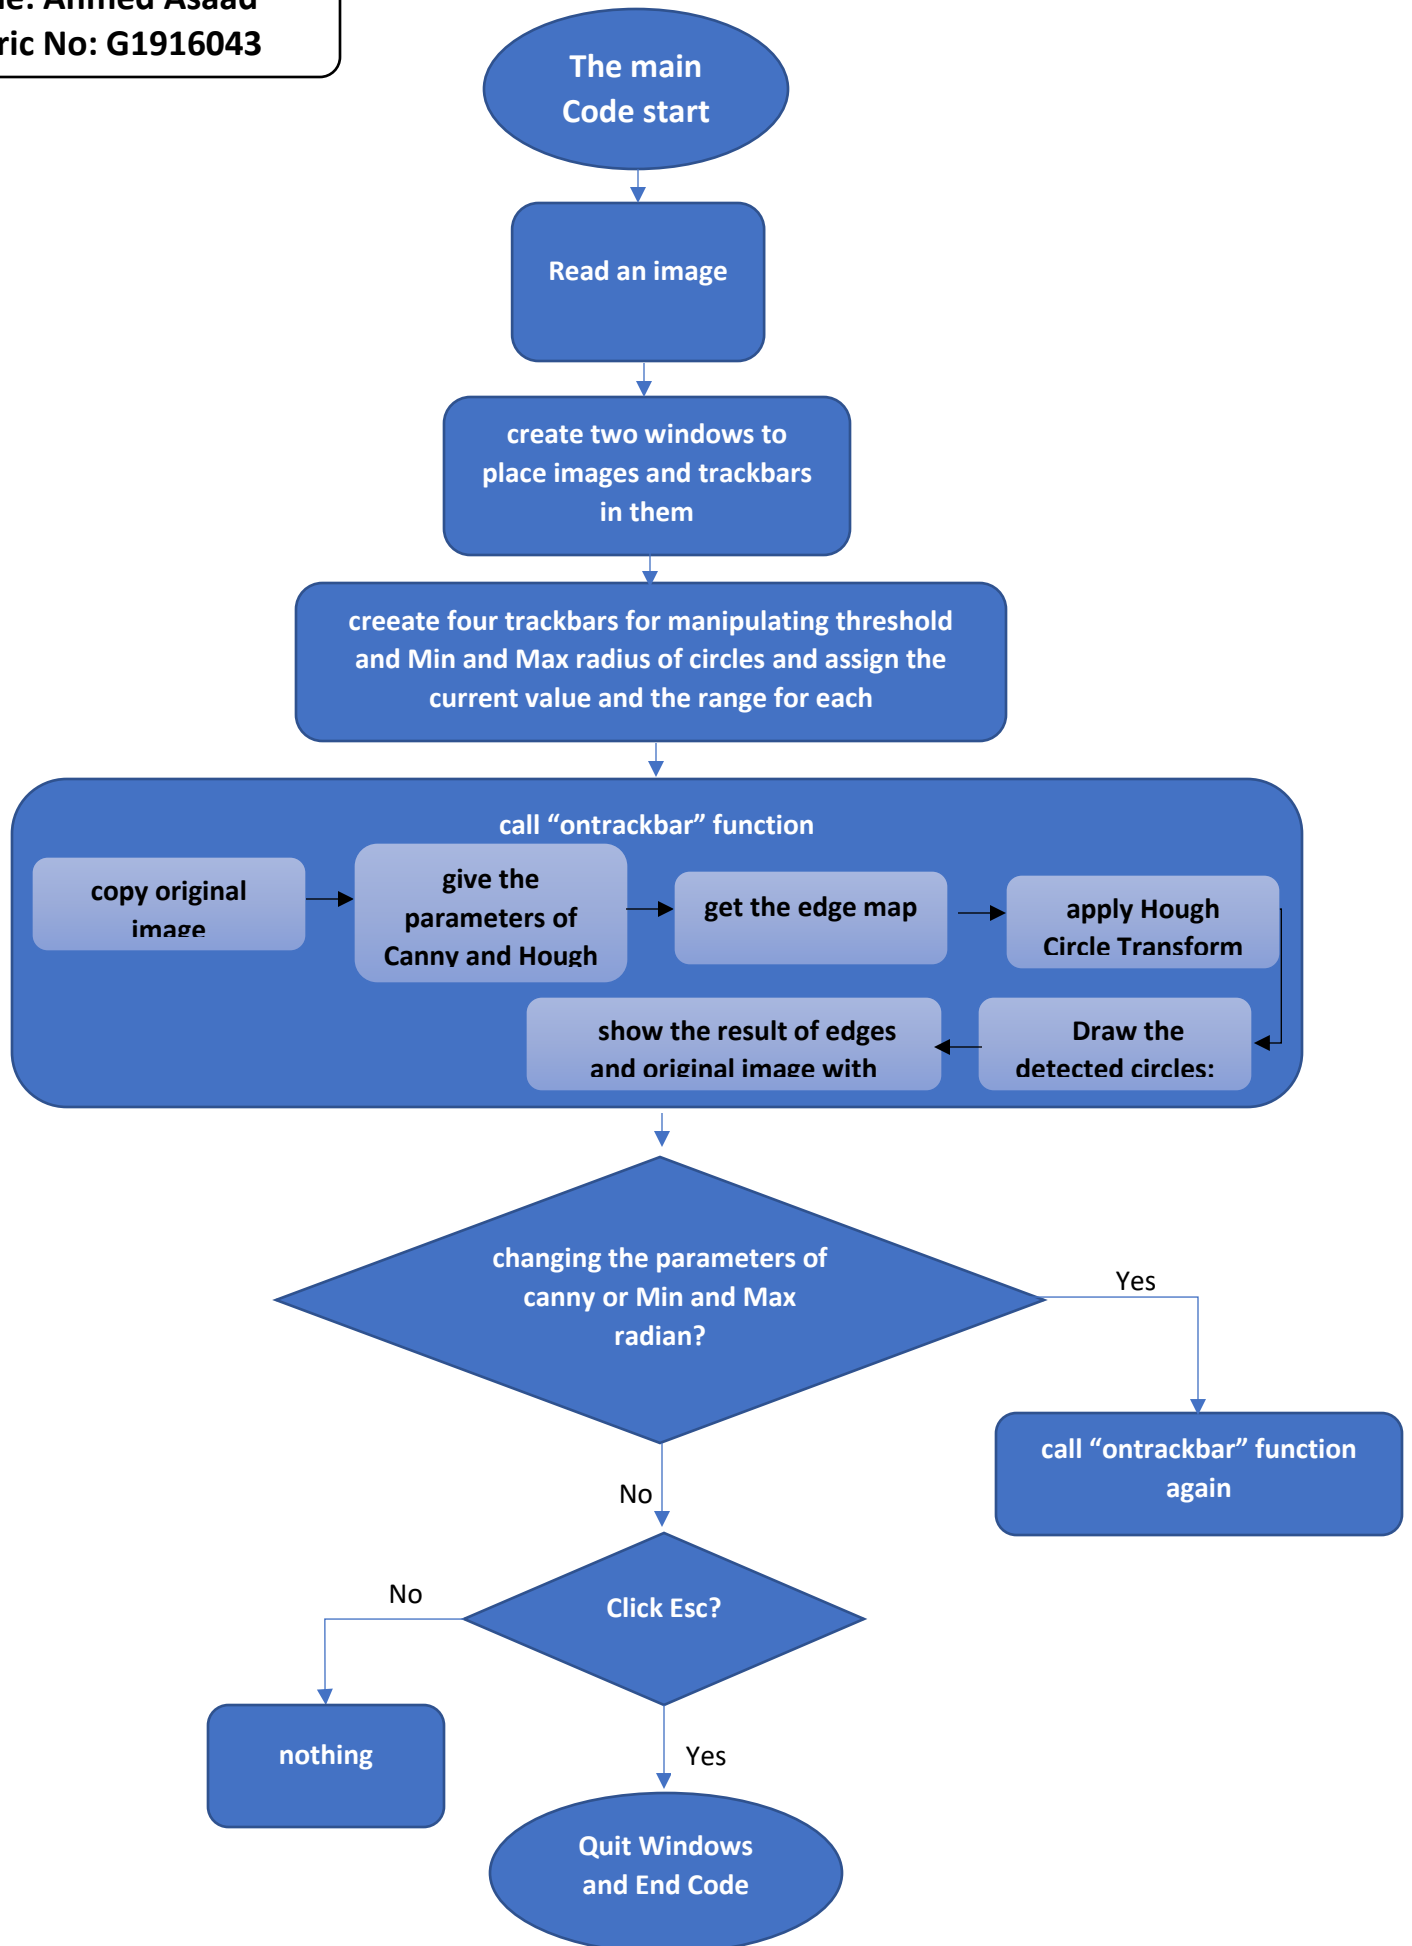 Ahmed Asaad
ric No: G1916043
The main
Code start
Read an image
create two windows to
place images and trackbars
in them
creeate four trackbars for manipulating threshold
and Min and Max radius of circles and assign the
current value and the range for each
call “ontrackbar” function
copy original
image
give the
parameters of
Canny and Hough
get the edge map
apply Hough
Circle Transform
Draw the
detected circles:
show the result of edges
and original image with
changing the parameters of
canny or Min and Max
radian?
Yes
call “ontrackbar” function
again
No
Click Esc?
No
nothing
Yes
Quit Windows
and End Code